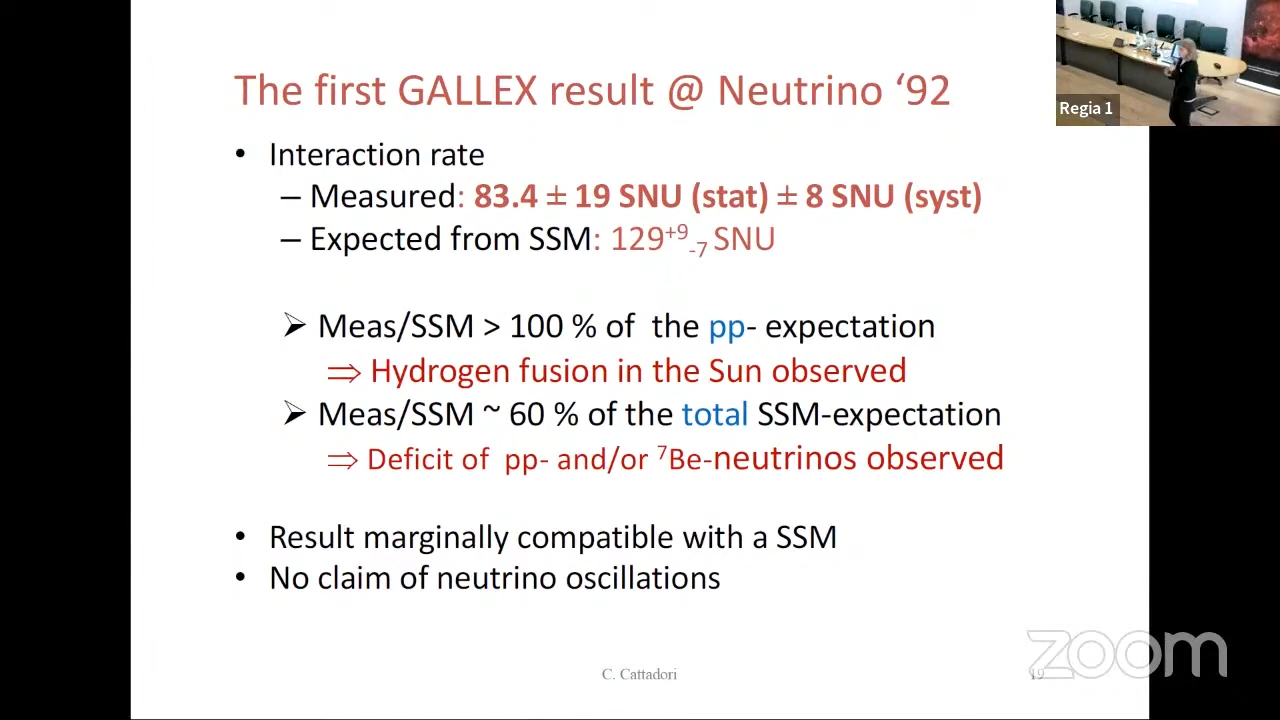 The first GALLEX result @ Neutrino ‘92
Regia 1
• Interaction rate
– Measured: 83.4 ± 19 SNU (stat) ± 8 SNU (syst)
– Expected from SSM: 129+9-7 SNU
➢ Meas/SSM > 100 % of the pp- expectation
⇒ Hydrogen fusion in the Sun observed
➢ Meas/SSM ~ 60 % of the total SSM-expectation
⇒ Deficit of pp- and/or 7Be-neutrinos observed
• Result marginally compatible with a SSM
• No claim of neutrino oscillations
zoom
C. Cattadori
19